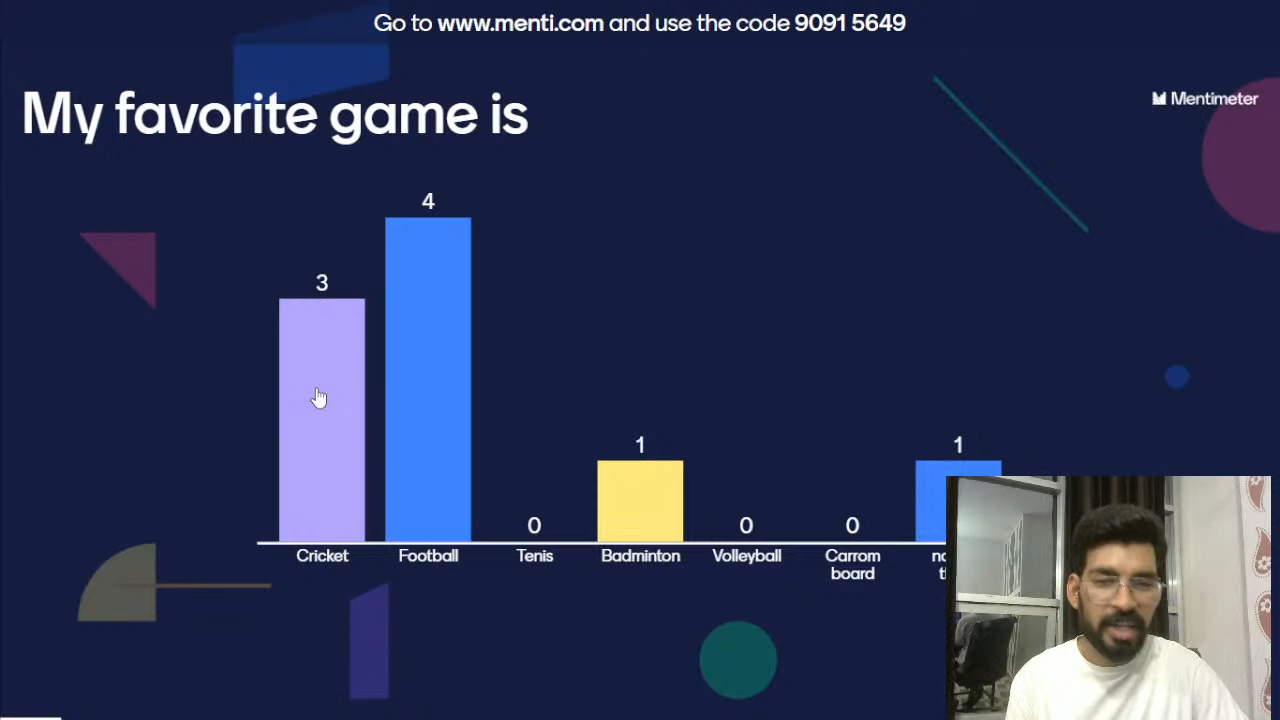 Go to www.menti.com and use the code 9091 5649
My favorite game is
Mentimeter
4
3
1
1
0
0
0
Cricket
Football
Tenis
Badminton
Volleyball
Carrom
board